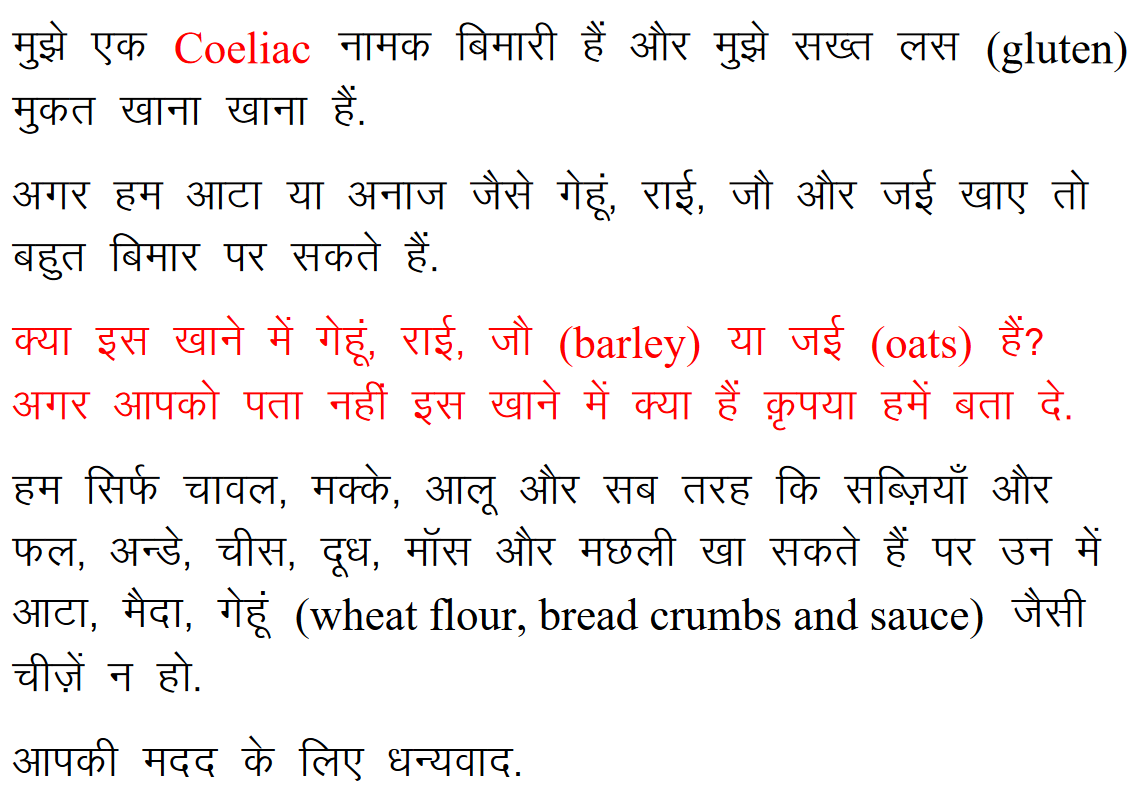 मुझे एक Coeliac नामक बिमारी हैं और मुझे सख्त लस (gluten)
मुकत खाना खाना हैं.
अगर हम आटा या अनाज जैसे गेहूं, राई, जौ और जई खाए तो
बहुत बिमार पर सकते हैं.
क्या इस खाने में गेहूं, राई, जौ (barley) या जई (oats) हैं?
अगर आपको पता नहीं इस खाने में क्या हैं क़ृपया हमें बता दे.
हम सिर्फ चावल, मक्के, आलू और सब तरह कि सब्ज़ियाँ और
फल, अन्डे, चीस, दूध, मॉस और मछली खा सकते हैं पर उन में
आटा, मैदा, गेहूं (wheat flour, bread crumbs and sauce) जैसी
चीज़ें न हो.
आपकी मदद के लिए धन्यवाद.